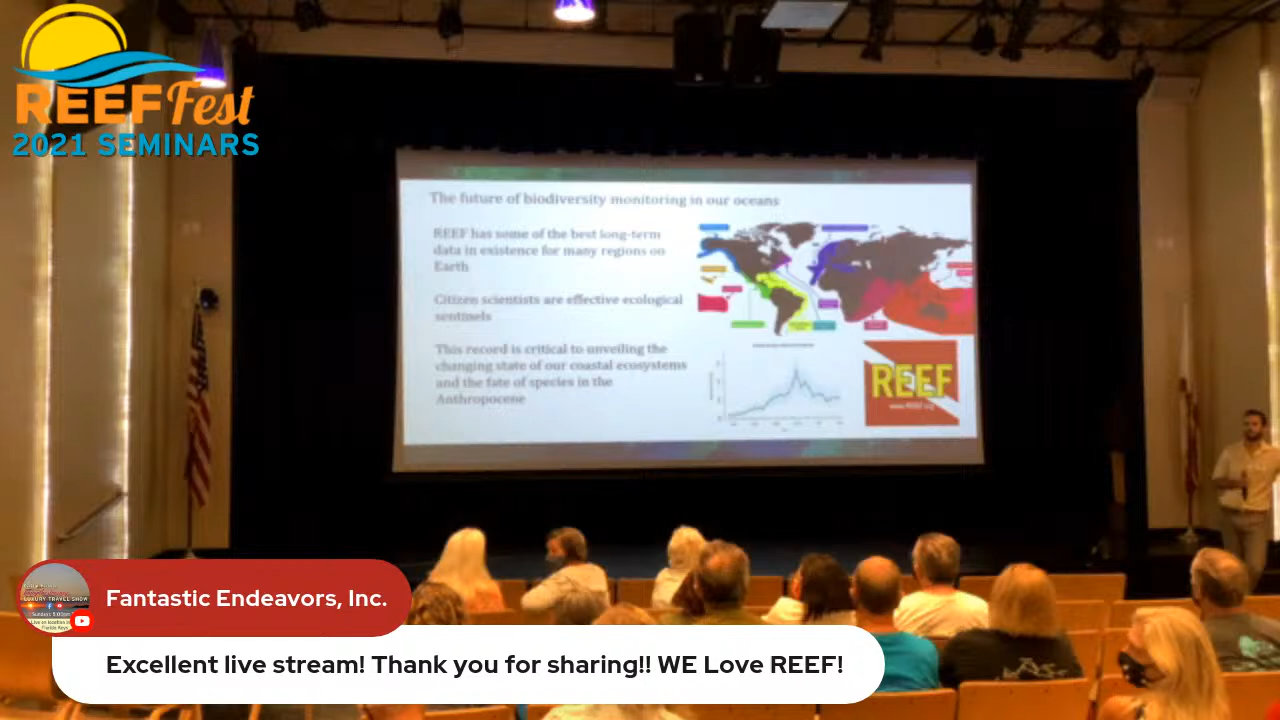 REEF Fest
2021 SEMINARS
The future of biodiversity monitoring in our oceans
REEF has some of the best long-term
data in existence for many regions on
Earth
Citizen scientists are effective ecological
sentinels
This record is critical to unveiling the
changing state of our coastal ecosystems
and the fate of species in the
Anthropocene
REEF
www.REEF.org
Fantastic Endeavors, Inc.
Excellent live stream! Thank you for sharing!! WE Love REEF!